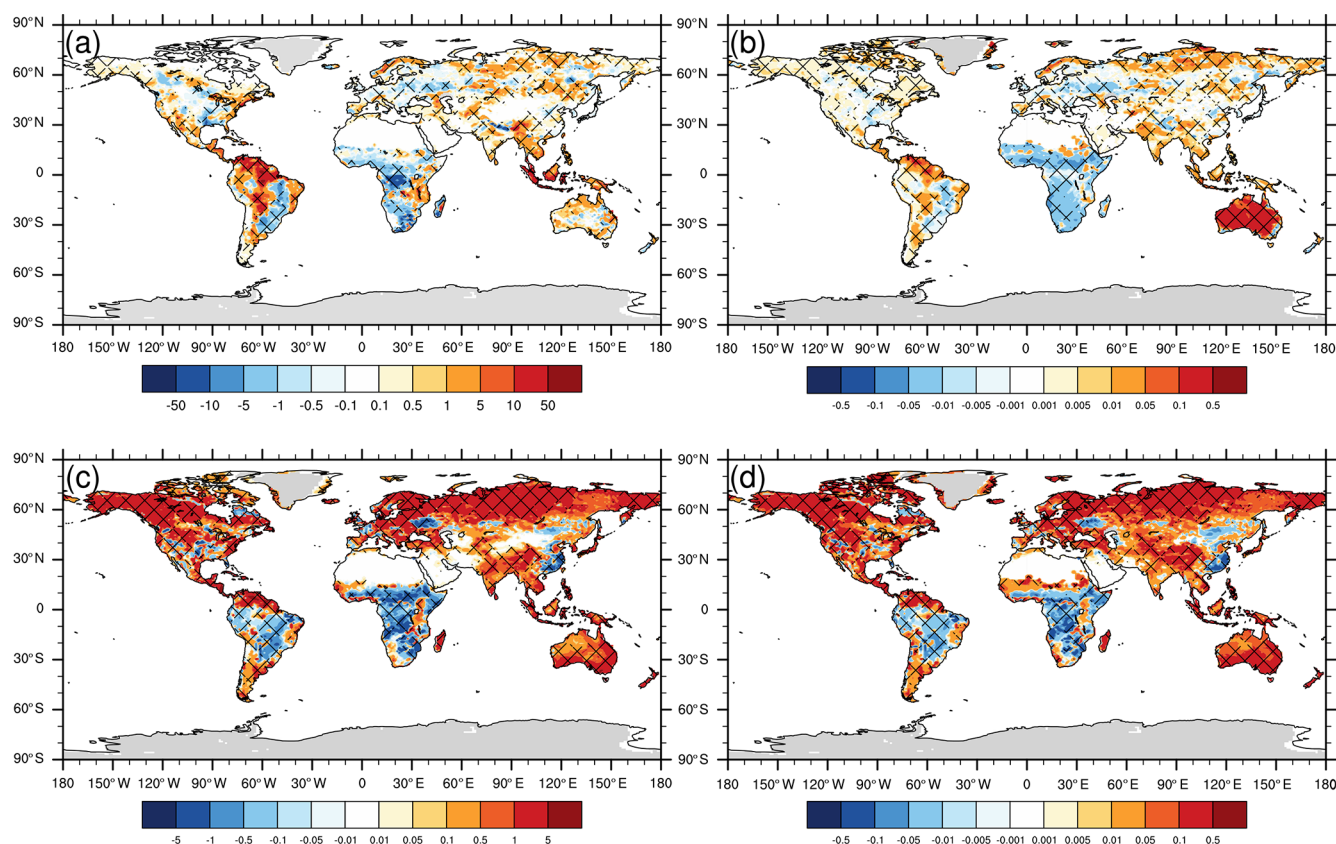 (a)
90° N
60° N
30° N
0
30° S
60° S
90° S
180 150° W 120° W 90° W 60° W 30° W 0 30° E 60° E 90° E 120° E 150° E 180
-50 -10 -5 -1 -0.5 -0.1 0.1 0.5 1 5 10 50
(b)
90° N
60° N
30° N
0
30° S
60° S
90° S
180 150° W 120° W 90° W 60° W 30° W 0 30° E 60° E 90° E 120° E 150° E 180
-0.5 -0.1 -0.05 -0.01 -0.005 -0.001 0.001 0.005 0.01 0.05 0.1 0.5
(c)
90° N
60° N
30° N
0
30° S
60° S
90° S
180 150° W 120° W 90° W 60° W 30° W 0 30° E 60° E 90° E 120° E 150° E 180
-5 -1 -0.5 -0.1 -0.05 -0.01 0.01 0.05 0.1 0.5 1 5
(d)
90° N
60° N
30° N
0
30° S
60° S
90° S
180 150° W 120° W 90° W 60° W 30° W 0 30° E 60° E 90° E 120° E 150° E 180
-0.5 -0.1 -0.05 -0.01 -0.005 -0.001 0.001 0.005 0.01 0.05 0.1 0.5